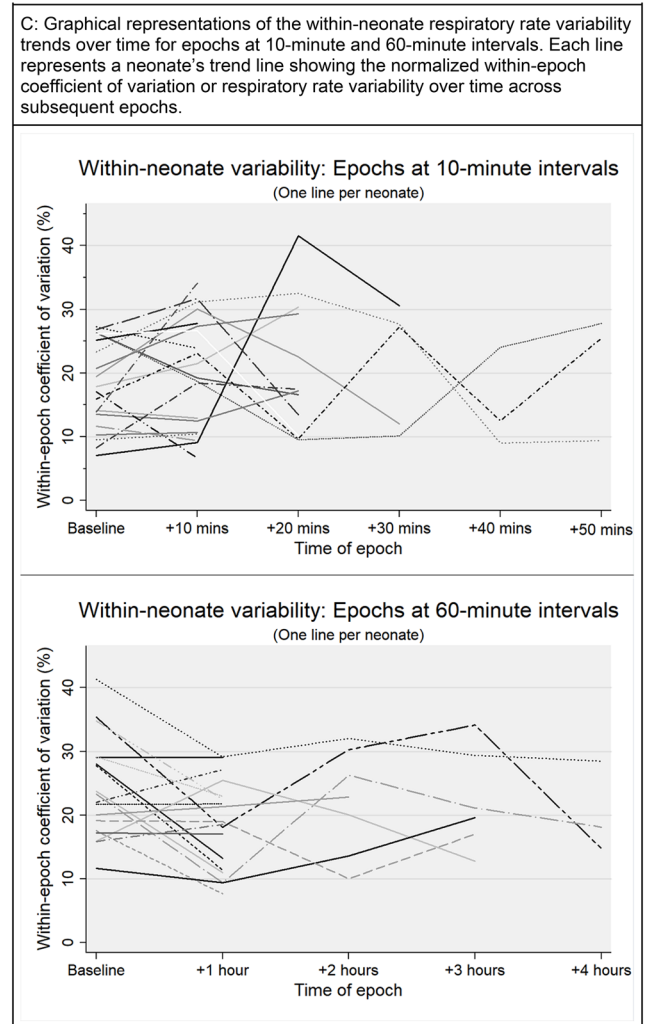 C: Graphical representations of the within-neonate respiratory rate variability
trends over time for epochs at 10-minute and 60-minute intervals. Each line
represents a neonate's trend line showing the normalized within-epoch
coefficient of variation or respiratory rate variability over time across
subsequent epochs.
Within-neonate variability: Epochs at 10-minute intervals
(One line per neonate)
Within-epoch coefficient of variation (%)
40
30
20
10
0
Baseline +10 mins +20 mins +30 mins +40 mins +50 mins
Time of epoch
Within-neonate variability: Epochs at 60-minute intervals
(One line per neonate)
Within-epoch coefficient of variation (%)
40
30
20
10
0
Baseline +1 hour +2 hours +3 hours +4 hours
Time of epoch